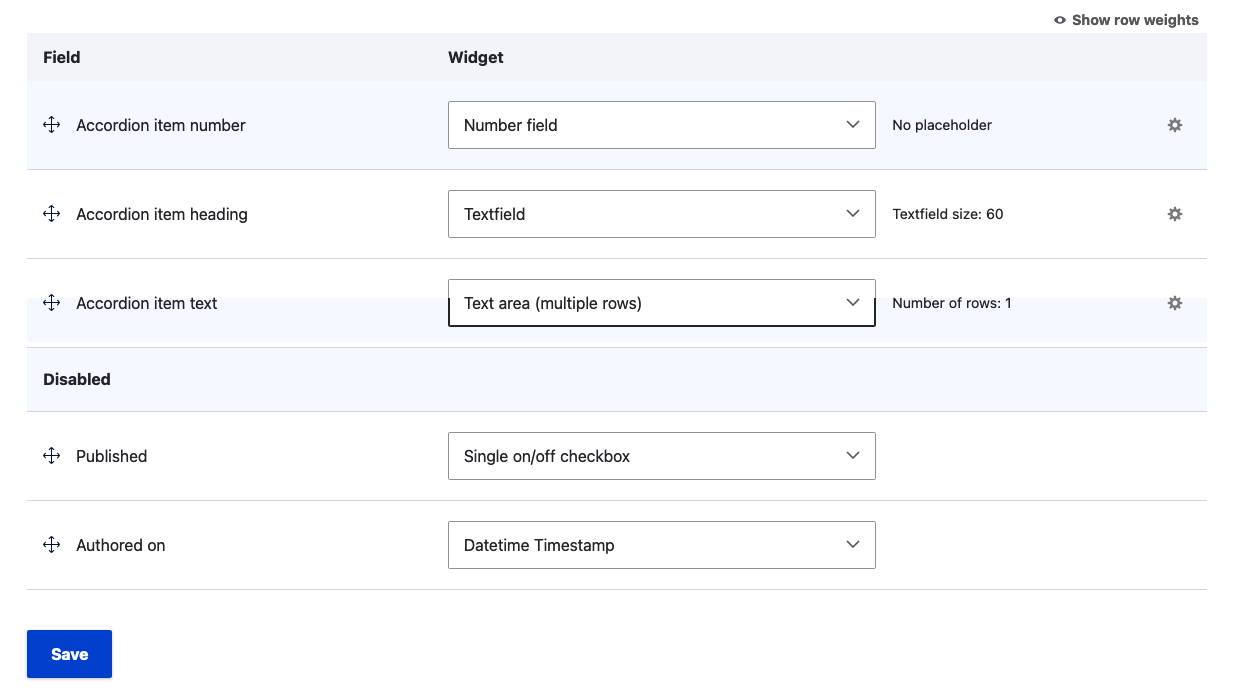 Show row weights
Field Widget
Accordion item number Number field No placeholder
Accordion item heading Textfield Textfield size: 60
Accordion item text Text area (multiple rows) Number of rows: 1
Disabled
Published Single on/off checkbox
Authored on Datetime Timestamp
Save